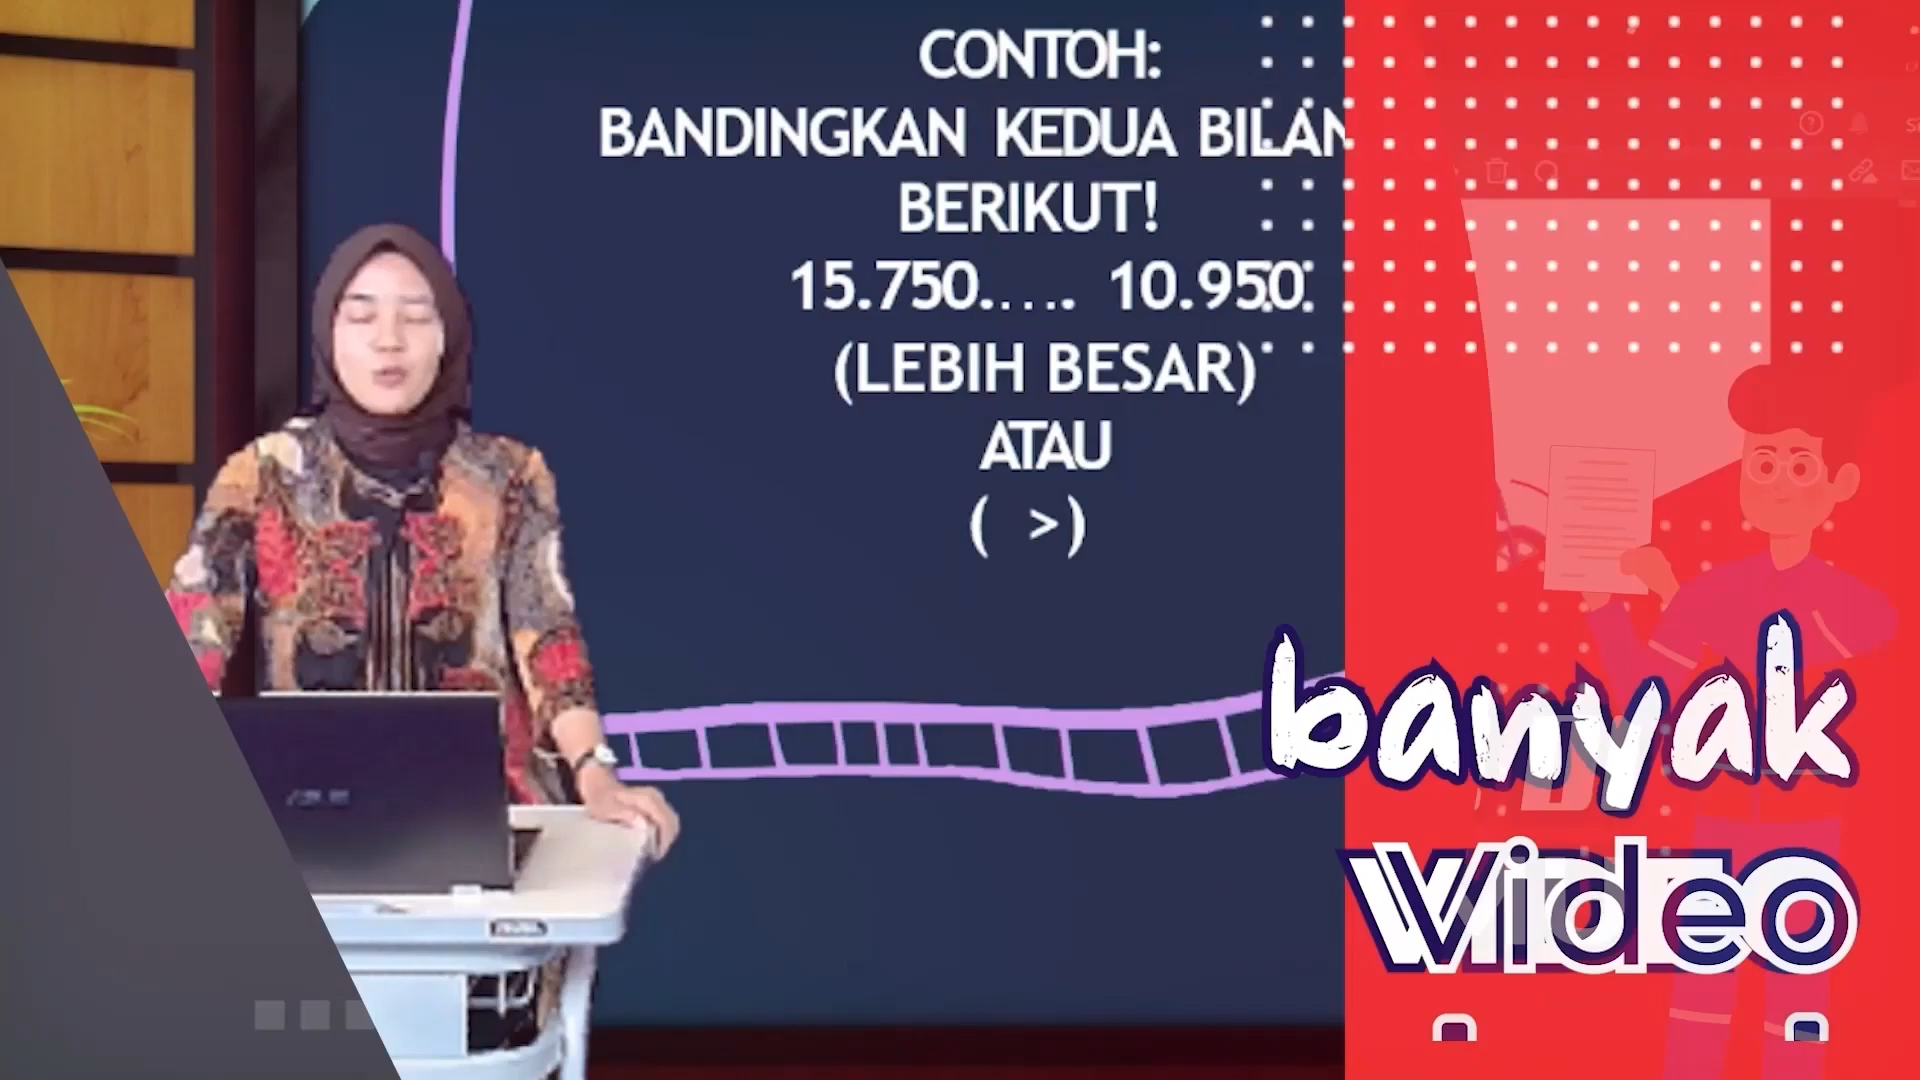 CONTOH:
BANDINGKAN KEDUA BILAN
BERIKUT!
15.750..... 10.950
(LEBIH BESAR)
ATAU
( >)
banyak
Video